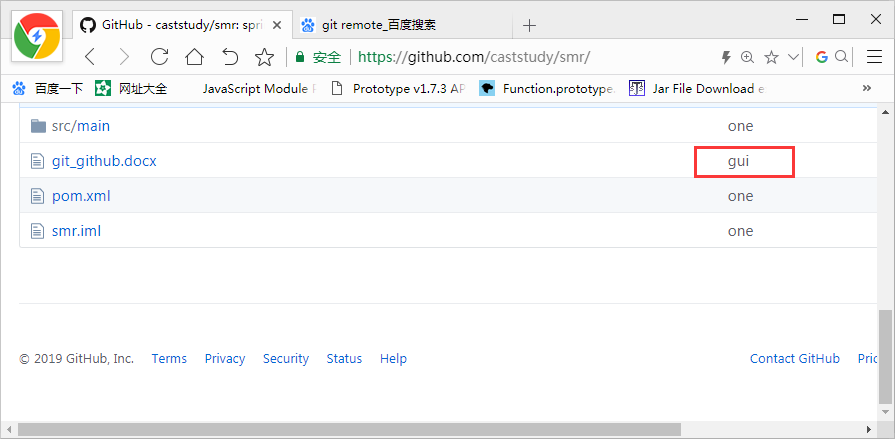 GitHub - caststudy/smr: spri
git remote_百度搜索
安全 https://github.com/caststudy/smr/
百度一下 网址大全 JavaScript Module Prototype v1.7.3 AP Function.prototype. Jar File Download e
src/main one
git_github.docx gui
pom.xml one
smr.iml one
© 2019 GitHub, Inc. Terms Privacy Security Status Help Contact GitHub Pric